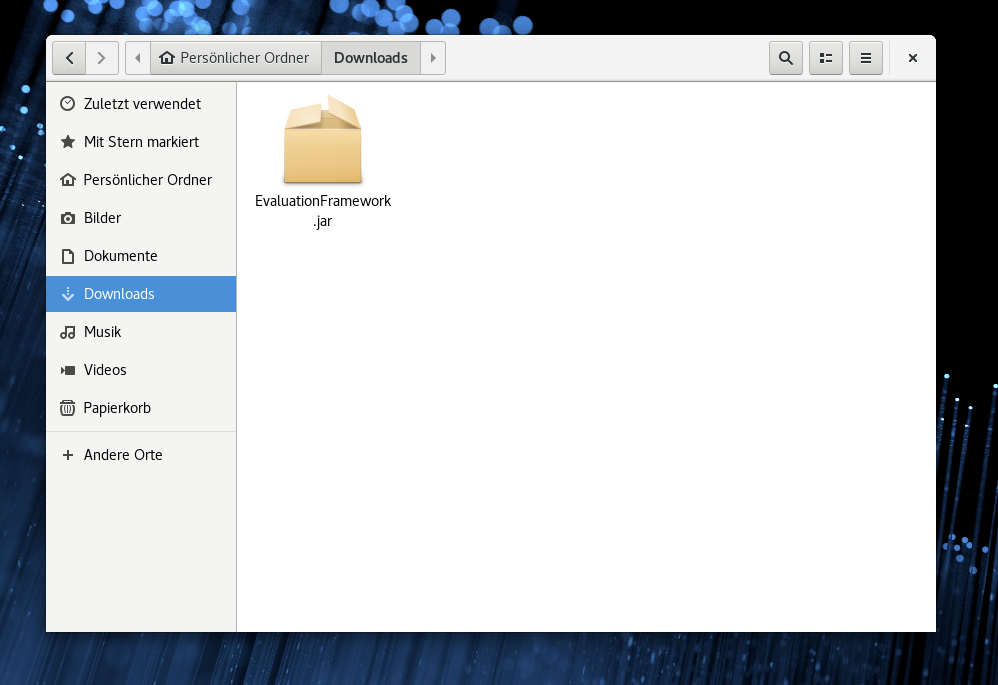 Persönlicher Ordner
Downloads
Zuletzt verwendet
Mit Stern markiert
Persönlicher Ordner
Bilder
Dokumente
Downloads
Musik
Videos
Papierkorb
Andere Orte
EvaluationFramework
.jar